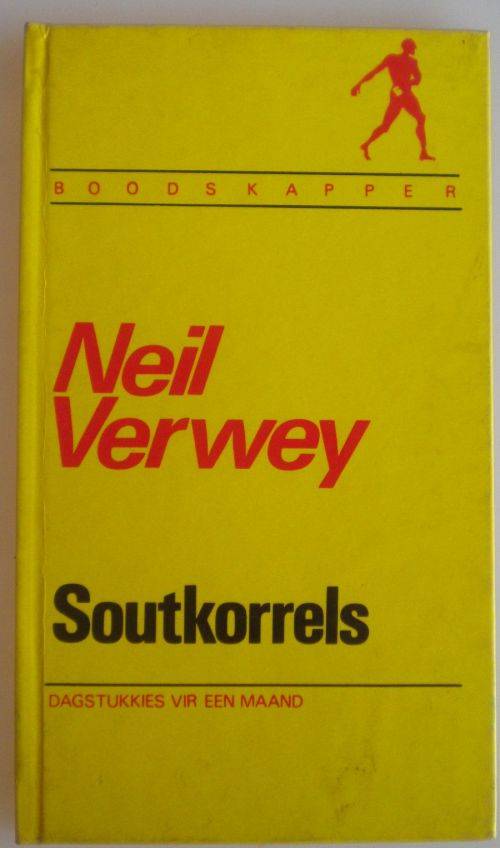 BOODSKAPPER
Neil
Verwey
Soutkorrels
DAGSTUKKIES VIR EEN MAAND